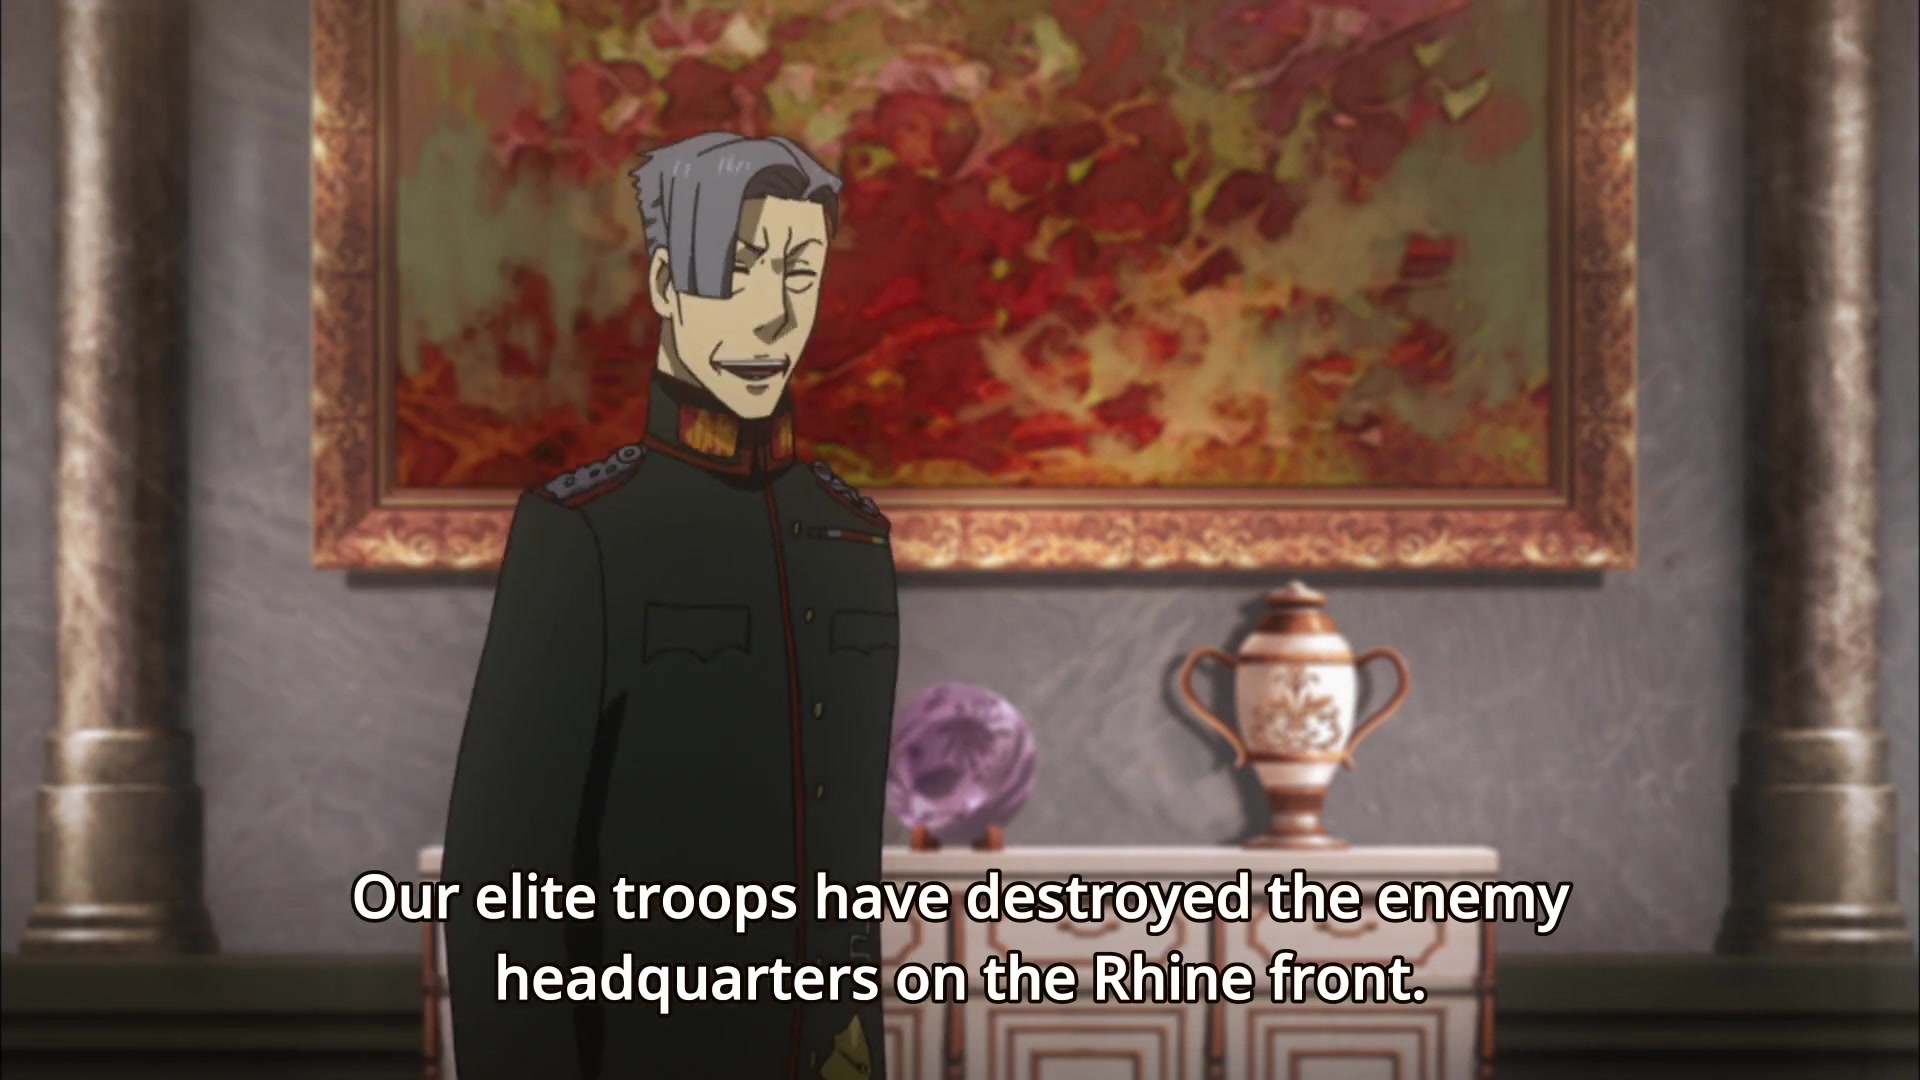 Our elite troops have destroyed the enemy
headquarters on the Rhine front.